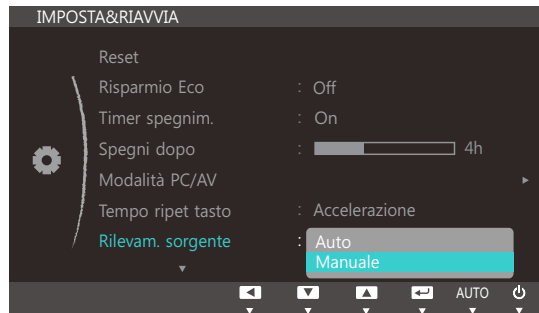 IMPOSTA&RIAVVIA
Reset
Risparmio Eco : Off
Timer spegnim. : On
Spegni dopo : 4h
Modalità PC/AV
Tempo ripet tasto : Accelerazione
Rilevam. sorgente : Auto
Manuale
AUTO